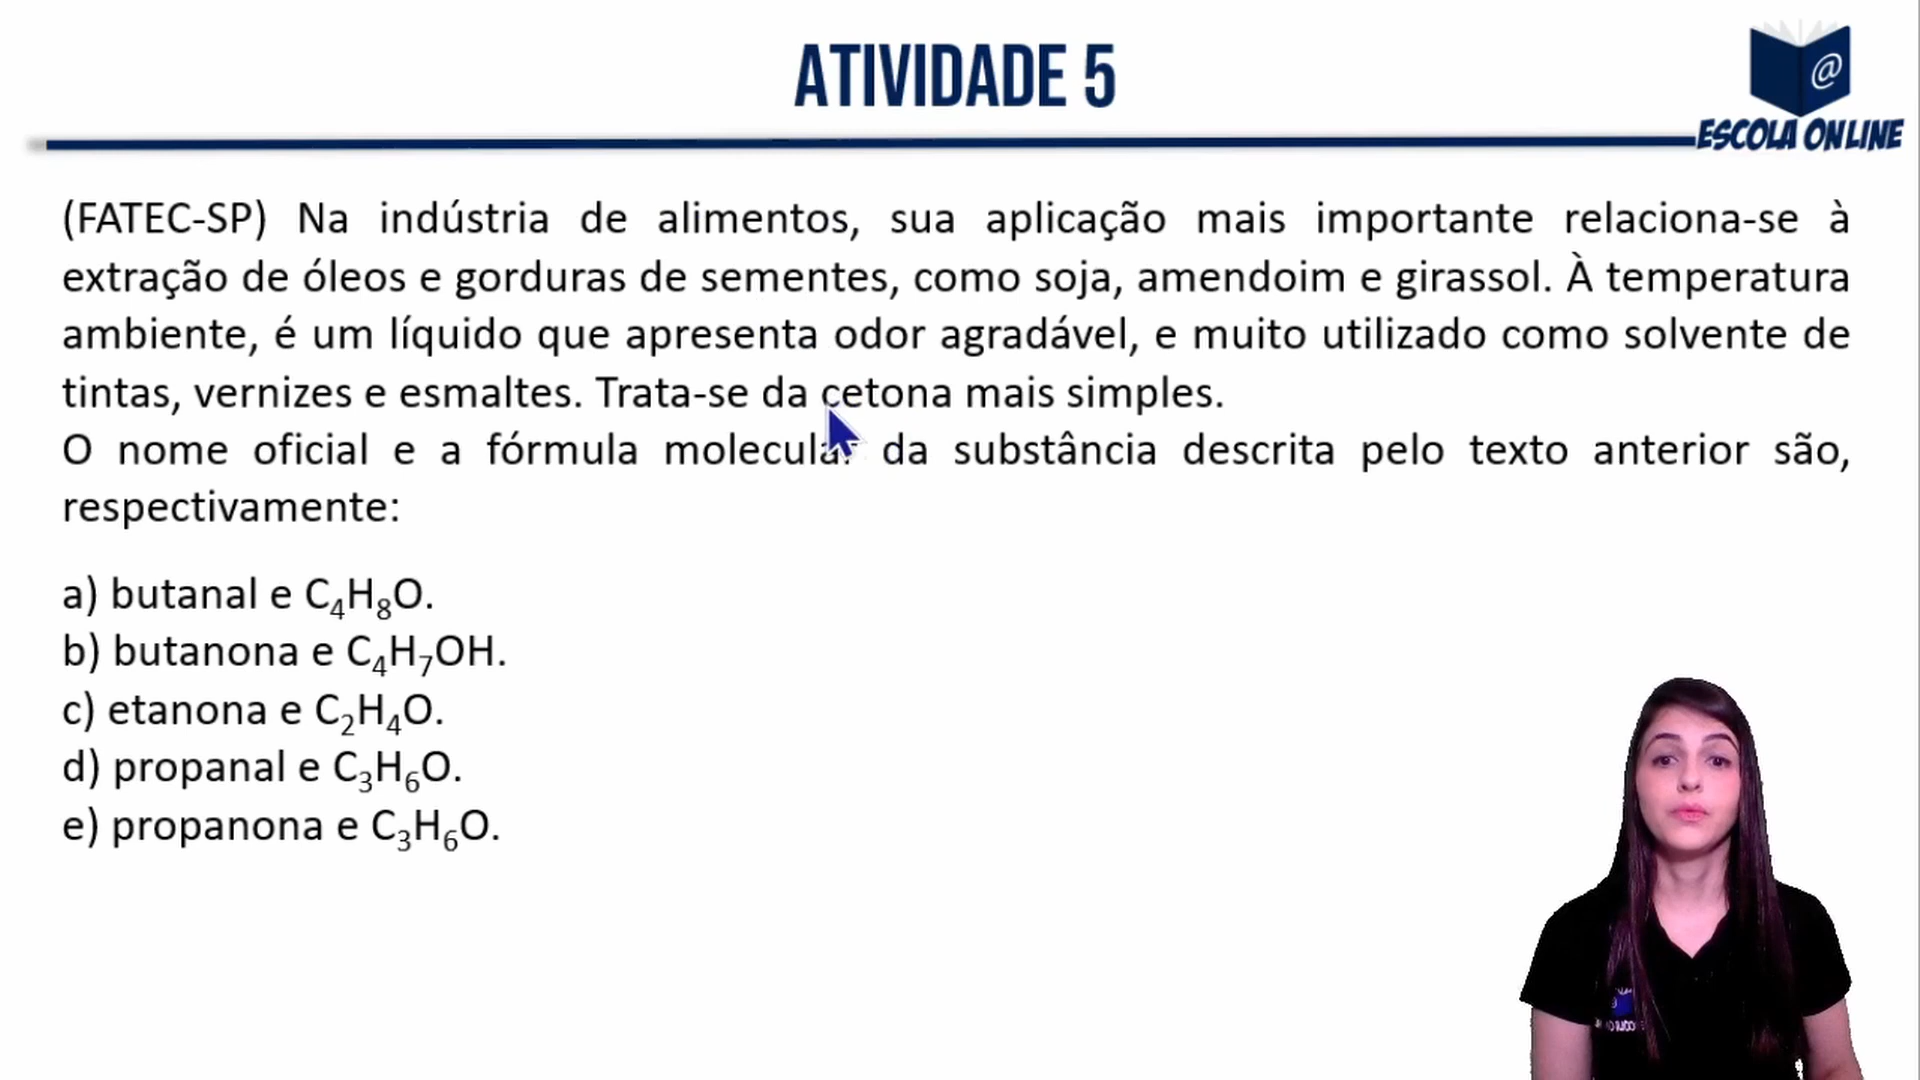 ATIVIDADE 5
@
ESCOLA ONLINE
(FATEC-SP) Na indústria de alimentos, sua aplicação mais importante relaciona-se à
extração de óleos e gorduras de sementes, como soja, amendoim e girassol. À temperatura
ambiente, é um líquido que apresenta odor agradável, e muito utilizado como solvente de
tintas, vernizes e esmaltes. Trata-se da cetona mais simples.
O nome oficial e a fórmula molecular da substância descrita pelo texto anterior são,
respectivamente:
a) butanal e C₄H₈O.
b) butanona e C₄H₇OH.
c) etanona e C₂H₄O.
d) propanal e C₃H₆O.
e) propanona e C₃H₆O.